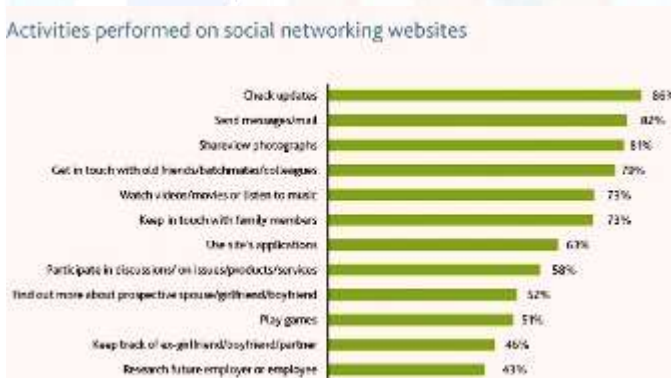 Activities performed on social networking websites
Check updates 86%
Send messages/mail 82%
Share/view photographs 81%
Get in touch with old friends/batchmates/colleagues 79%
Watch videos/movies or listen to music 73%
Keep in touch with family members 73%
Use site's applications 63%
Participate in discussions/ on issues/products/services 58%
Find out more about prospective spouse/girlfriend/boyfriend 52%
Play games 51%
Keep track of ex-girlfriend/boyfriend/partner 46%
Research future employer or employee 43%